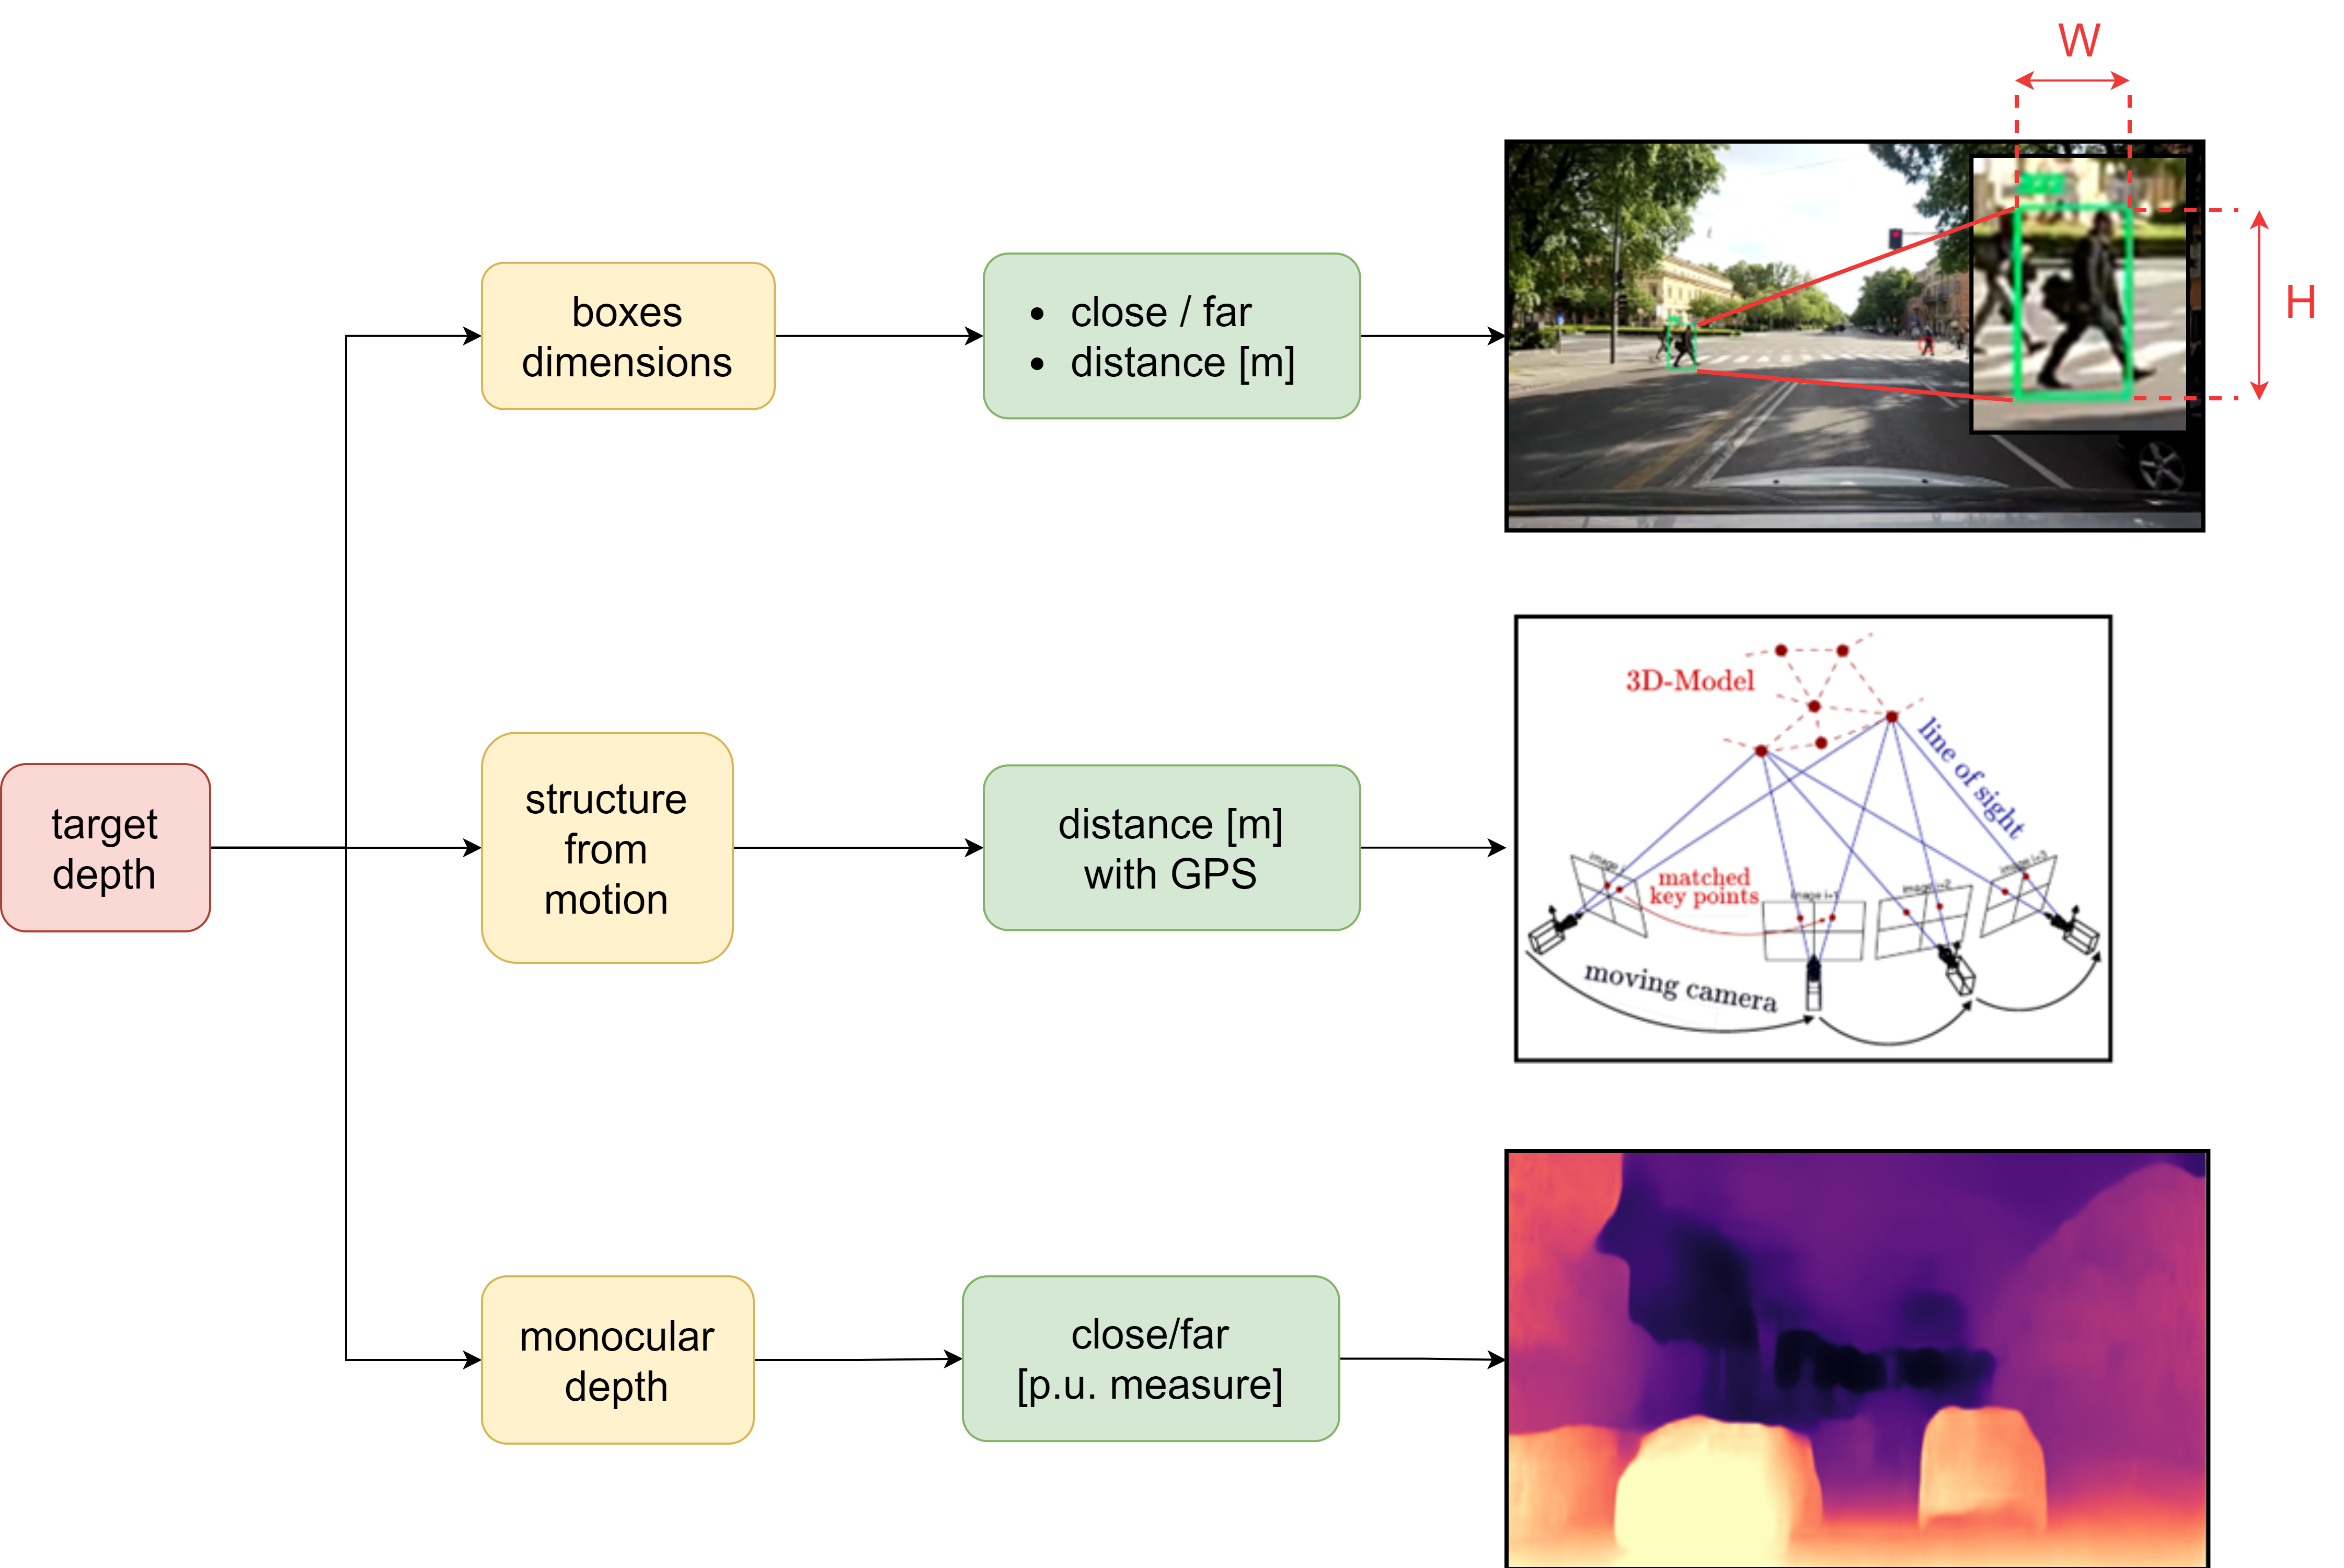 W
H
boxes
dimensions
• close / far
• distance [m]
3D-Model
line of sight
target
depth
structure
from
motion
distance [m]
with GPS
matched
key points
image
image i+1
image i+2
image i+3
moving camera
monocular
depth
close/far
[p.u. measure]